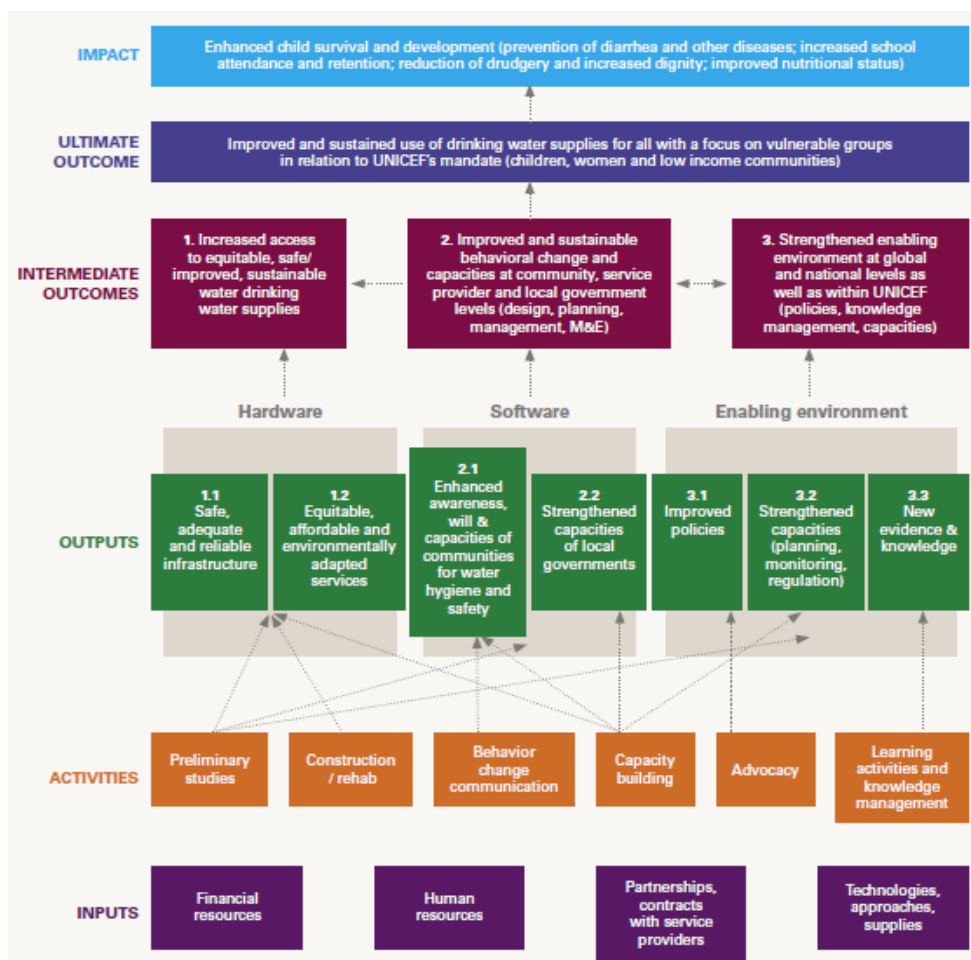 IMPACT
Enhanced child survival and development (prevention of diarrhea and other diseases; increased school
attendance and retention; reduction of drudgery and increased dignity; improved nutritional status)
ULTIMATE
OUTCOME
Improved and sustained use of drinking water supplies for all with a focus on vulnerable groups
in relation to UNICEF's mandate (children, women and low income communities)
INTERMEDIATE
OUTCOMES
1. Increased access
to equitable, safe/
improved, sustainable
water drinking
water supplies
2. Improved and sustainable
behavioral change and
capacities at community, service
provider and local government
levels (design, planning,
management, M&E)
3. Strengthened enabling
environment at global
and national levels as
well as within UNICEF
(policies, knowledge
management, capacities)
Hardware
Software
Enabling environment
OUTPUTS
1.1
Safe,
adequate
and reliable
infrastructure
1.2
Equitable,
affordable and
environmentally
adapted
services
2.1
Enhanced
awareness,
will &
capacities of
communities
for water
hygiene and
safety
2.2
Strengthened
capacities
of local
governments
3.1
Improved
policies
3.2
Strengthened
capacities
(planning,
monitoring,
regulation)
3.3
New
evidence &
knowledge
ACTIVITIES
Preliminary
studies
Construction
/ rehab
Behavior
change
communication
Capacity
building
Advocacy
Learning
activities and
knowledge
management
INPUTS
Financial
resources
Human
resources
Partnerships,
contracts
with service
providers
Technologies,
approaches,
supplies